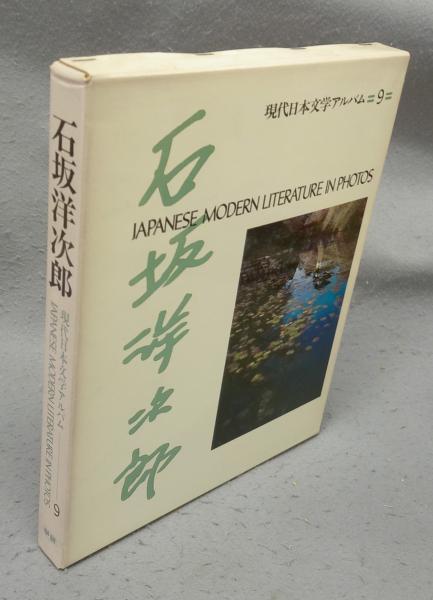 現代日本文学アルバム =9=
JAPANESE MODERN LITERATURE IN PHOTOS
石坂洋次郎
石坂洋次郎
現代日本文学アルバム
JAPANESE MODERN LITERATURE IN PHOTOS
9
学研